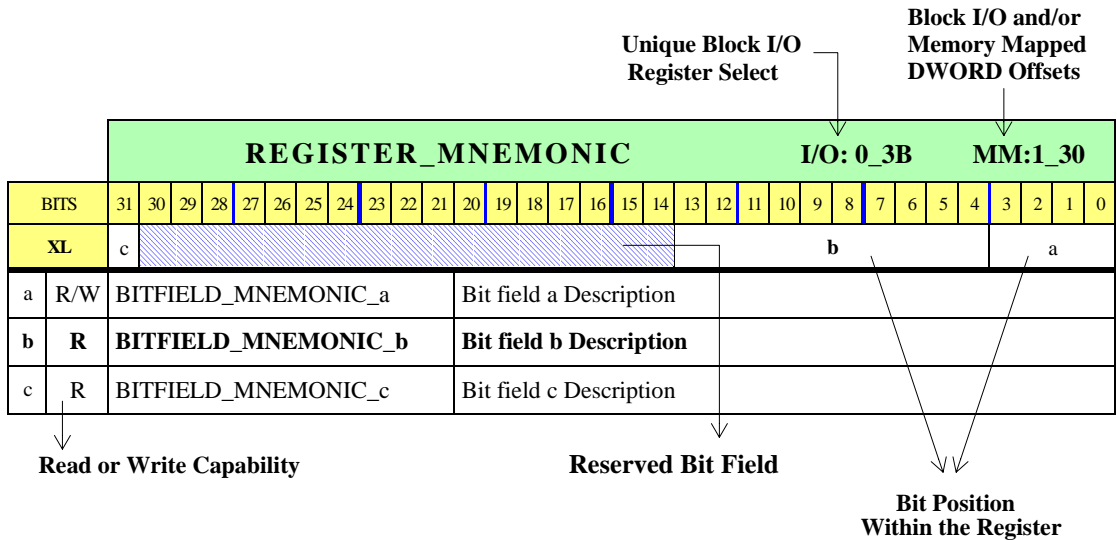 Block I/O and/or
Memory Mapped
DWORD Offsets
Unique Block I/O
Register Select
REGISTER_MNEMONIC I/O: 0_3B MM:1_30
BITS 31 30 29 28 27 26 25 24 23 22 21 20 19 18 17 16 15 14 13 12 11 10 9 8 7 6 5 4 3 2 1 0
XL c b a
a R/W BITFIELD_MNEMONIC_a Bit field a Description
b R BITFIELD_MNEMONIC_b Bit field b Description
c R BITFIELD_MNEMONIC_c Bit field c Description
Read or Write Capability
Reserved Bit Field
Bit Position
Within the Register